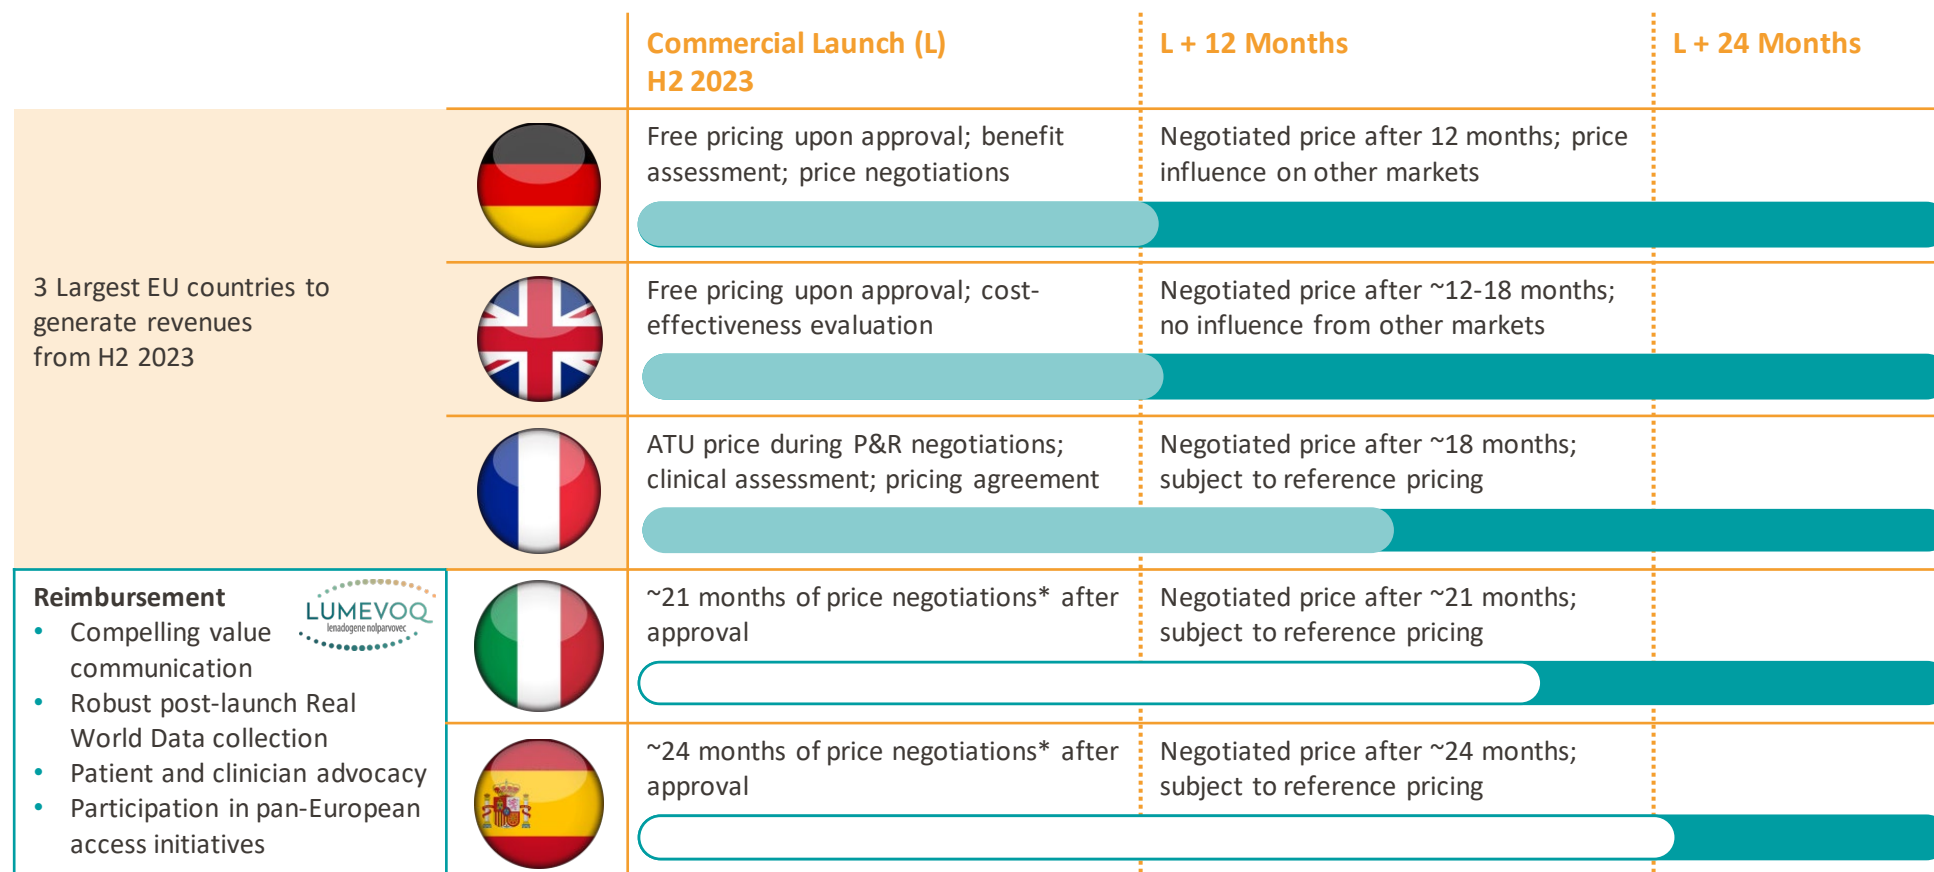 Commercial Launch (L)
H2 2023
L + 12 Months
L + 24 Months
3 Largest EU countries to
generate revenues
from H2 2023
Free pricing upon approval; benefit
assessment; price negotiations
Negotiated price after 12 months; price
influence on other markets
Free pricing upon approval; cost-
effectiveness evaluation
Negotiated price after ~12-18 months;
no influence from other markets
ATU price during P&R negotiations;
clinical assessment; pricing agreement
Negotiated price after ~18 months;
subject to reference pricing
Reimbursement
LUMEVOQ
lenadogene nolparvovec
• Compelling value
communication
• Robust post-launch Real
World Data collection
• Patient and clinician advocacy
• Participation in pan-European
access initiatives
~21 months of price negotiations* after
approval
Negotiated price after ~21 months;
subject to reference pricing
~24 months of price negotiations* after
approval
Negotiated price after ~24 months;
subject to reference pricing